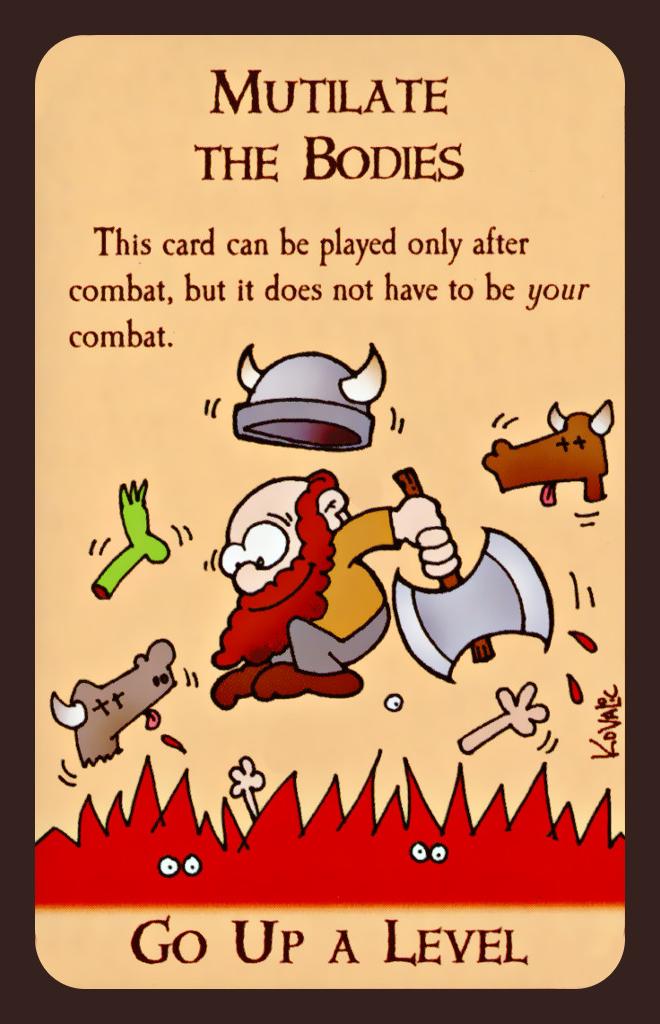 Mutilate
the Bodies
This card can be played only after
combat, but it does not have to be your
combat.
Kovalic
Go Up a Level